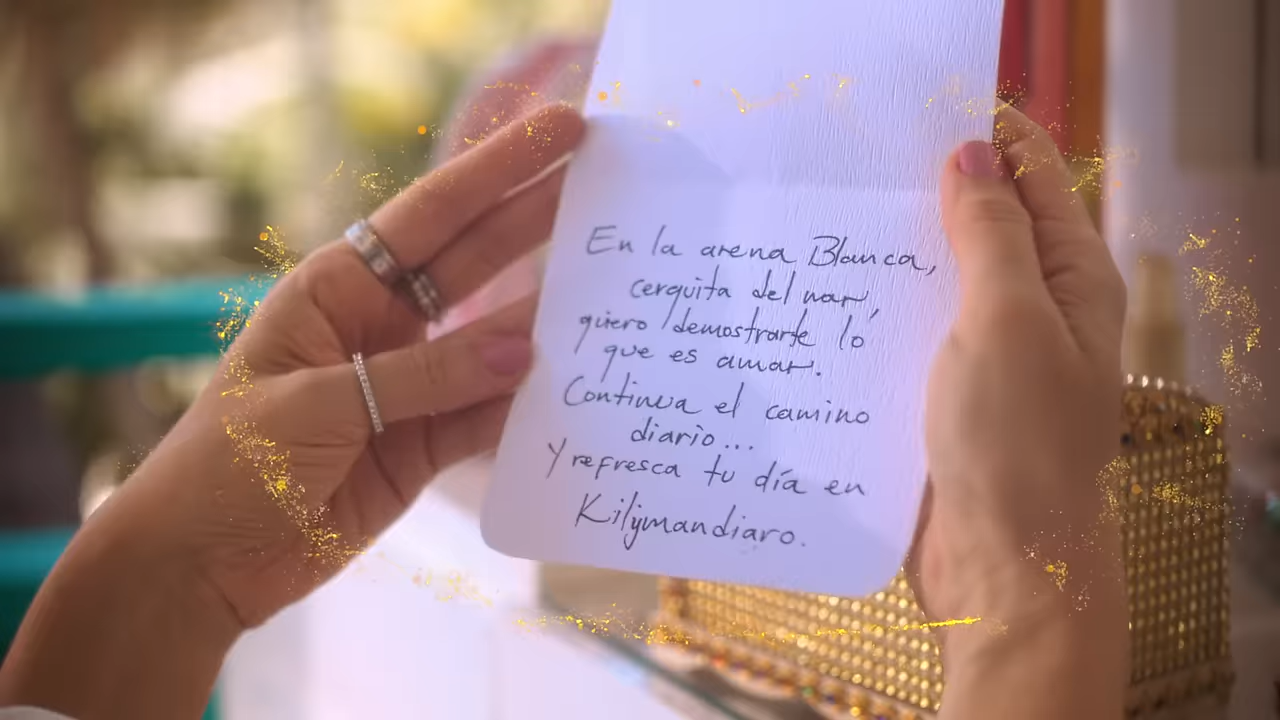 En la arena Blanca,
cerquita del mar,
quiero demostrarte lo
que es amar.
Continua el camino
diario...
Y refresca tu día en
Kilymandiaro.